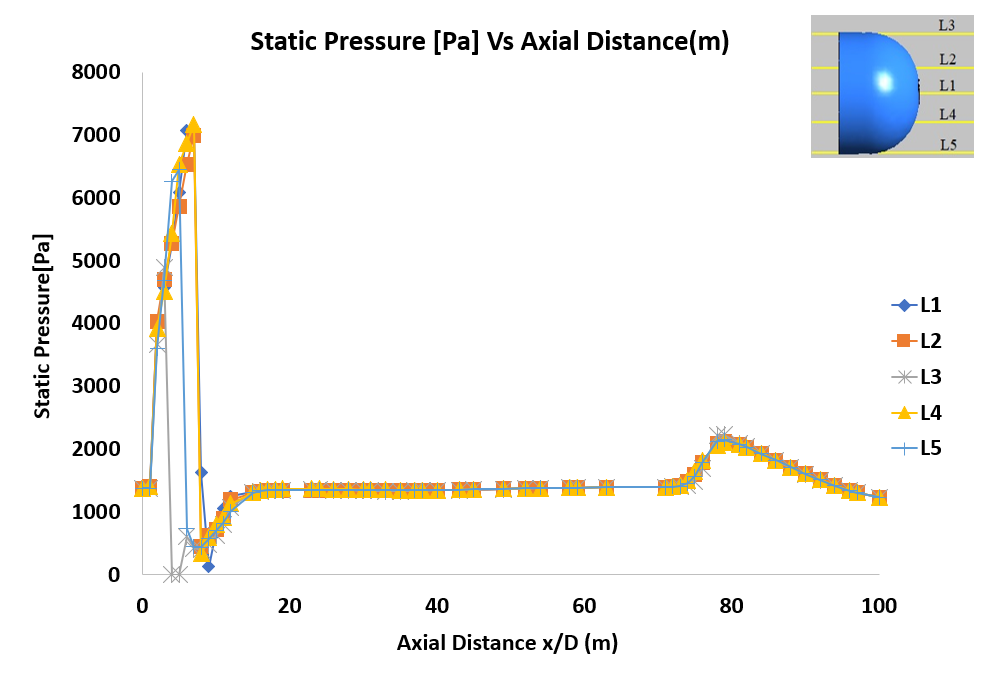 Static Pressure [Pa] Vs Axial Distance(m)
L3
L2
L1
L4
L5
8000
7000
6000
5000
4000
3000
2000
1000
0
Static Pressure[Pa]
0 20 40 60 80 100
Axial Distance x/D (m)
L1
L2
L3
L4
L5